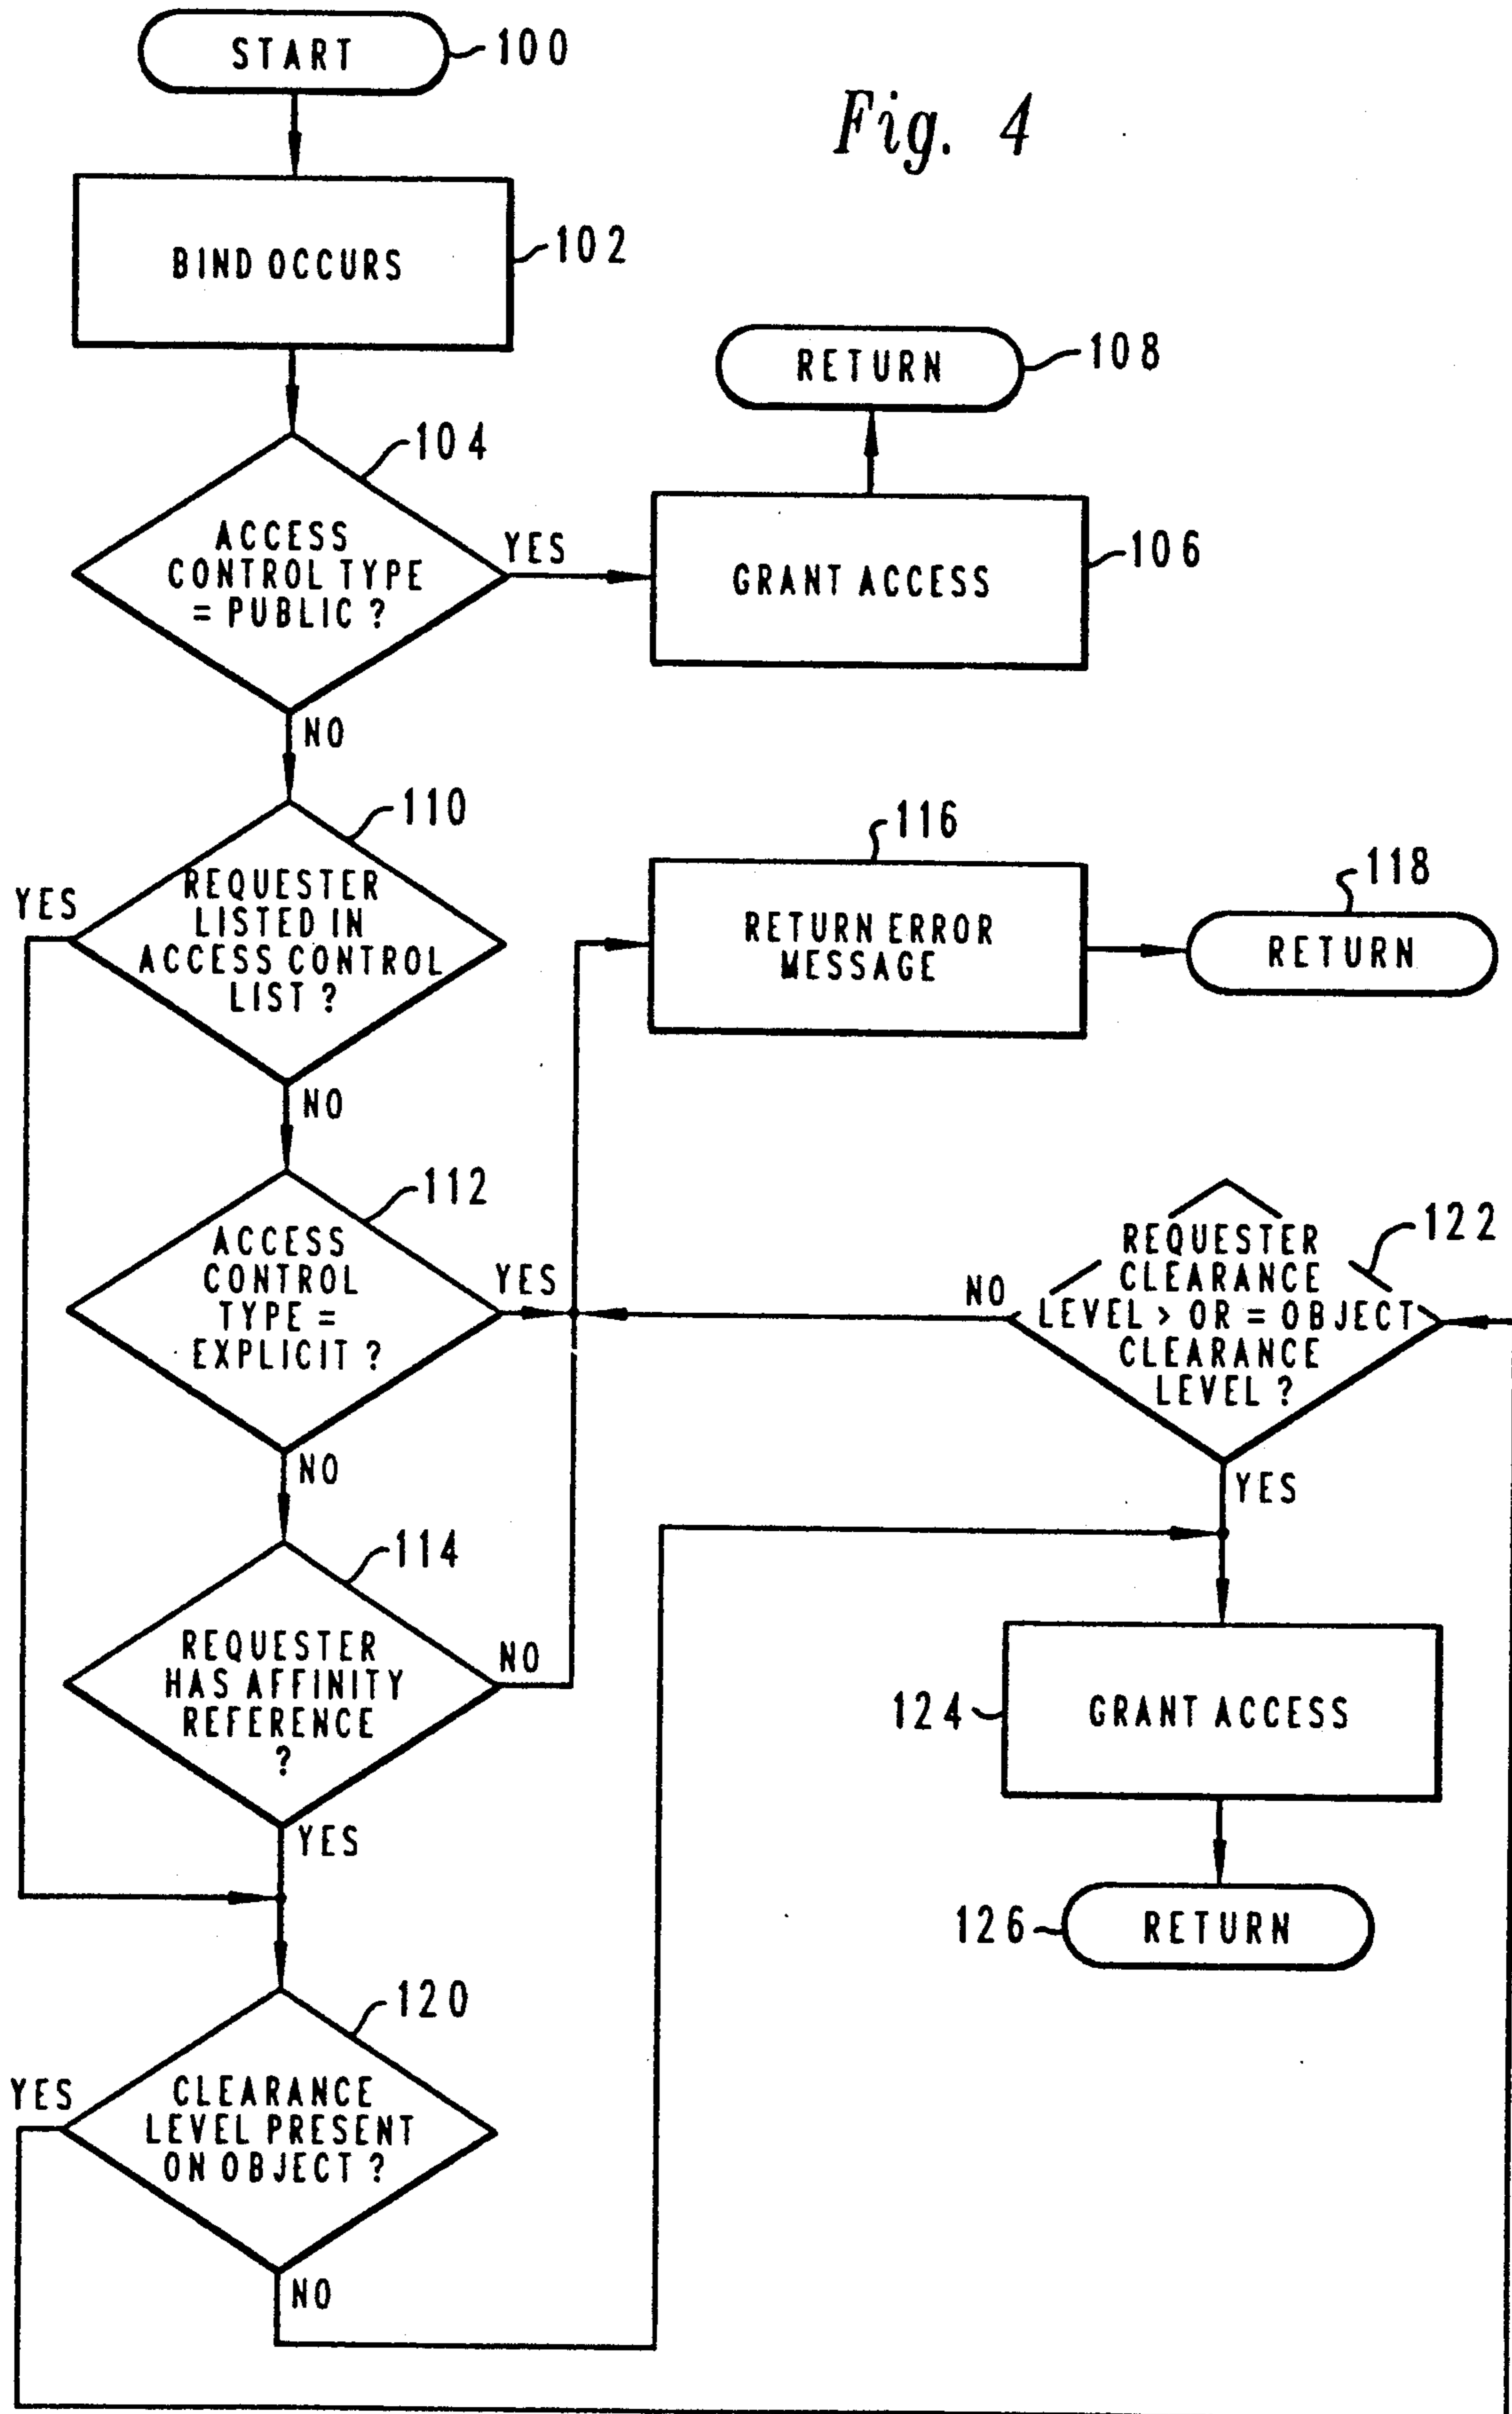 START
100
Fig. 4
BIND OCCURS
102
RETURN
108
104
ACCESS
CONTROL TYPE
= PUBLIC ?
YES
GRANT ACCESS
106
NO
110
YES
REQUESTER
LISTED IN
ACCESS CONTROL
LIST ?
116
RETURN ERROR
MESSAGE
118
RETURN
NO
112
ACCESS
CONTROL
TYPE =
EXPLICIT ?
YES
NO
REQUESTER
CLEARANCE
LEVEL > OR = OBJECT
CLEARANCE
LEVEL ?
122
NO
YES
114
REQUESTER
HAS AFFINITY
REFERENCE
?
NO
124
GRANT ACCESS
YES
126
RETURN
120
YES
CLEARANCE
LEVEL PRESENT
ON OBJECT ?
NO